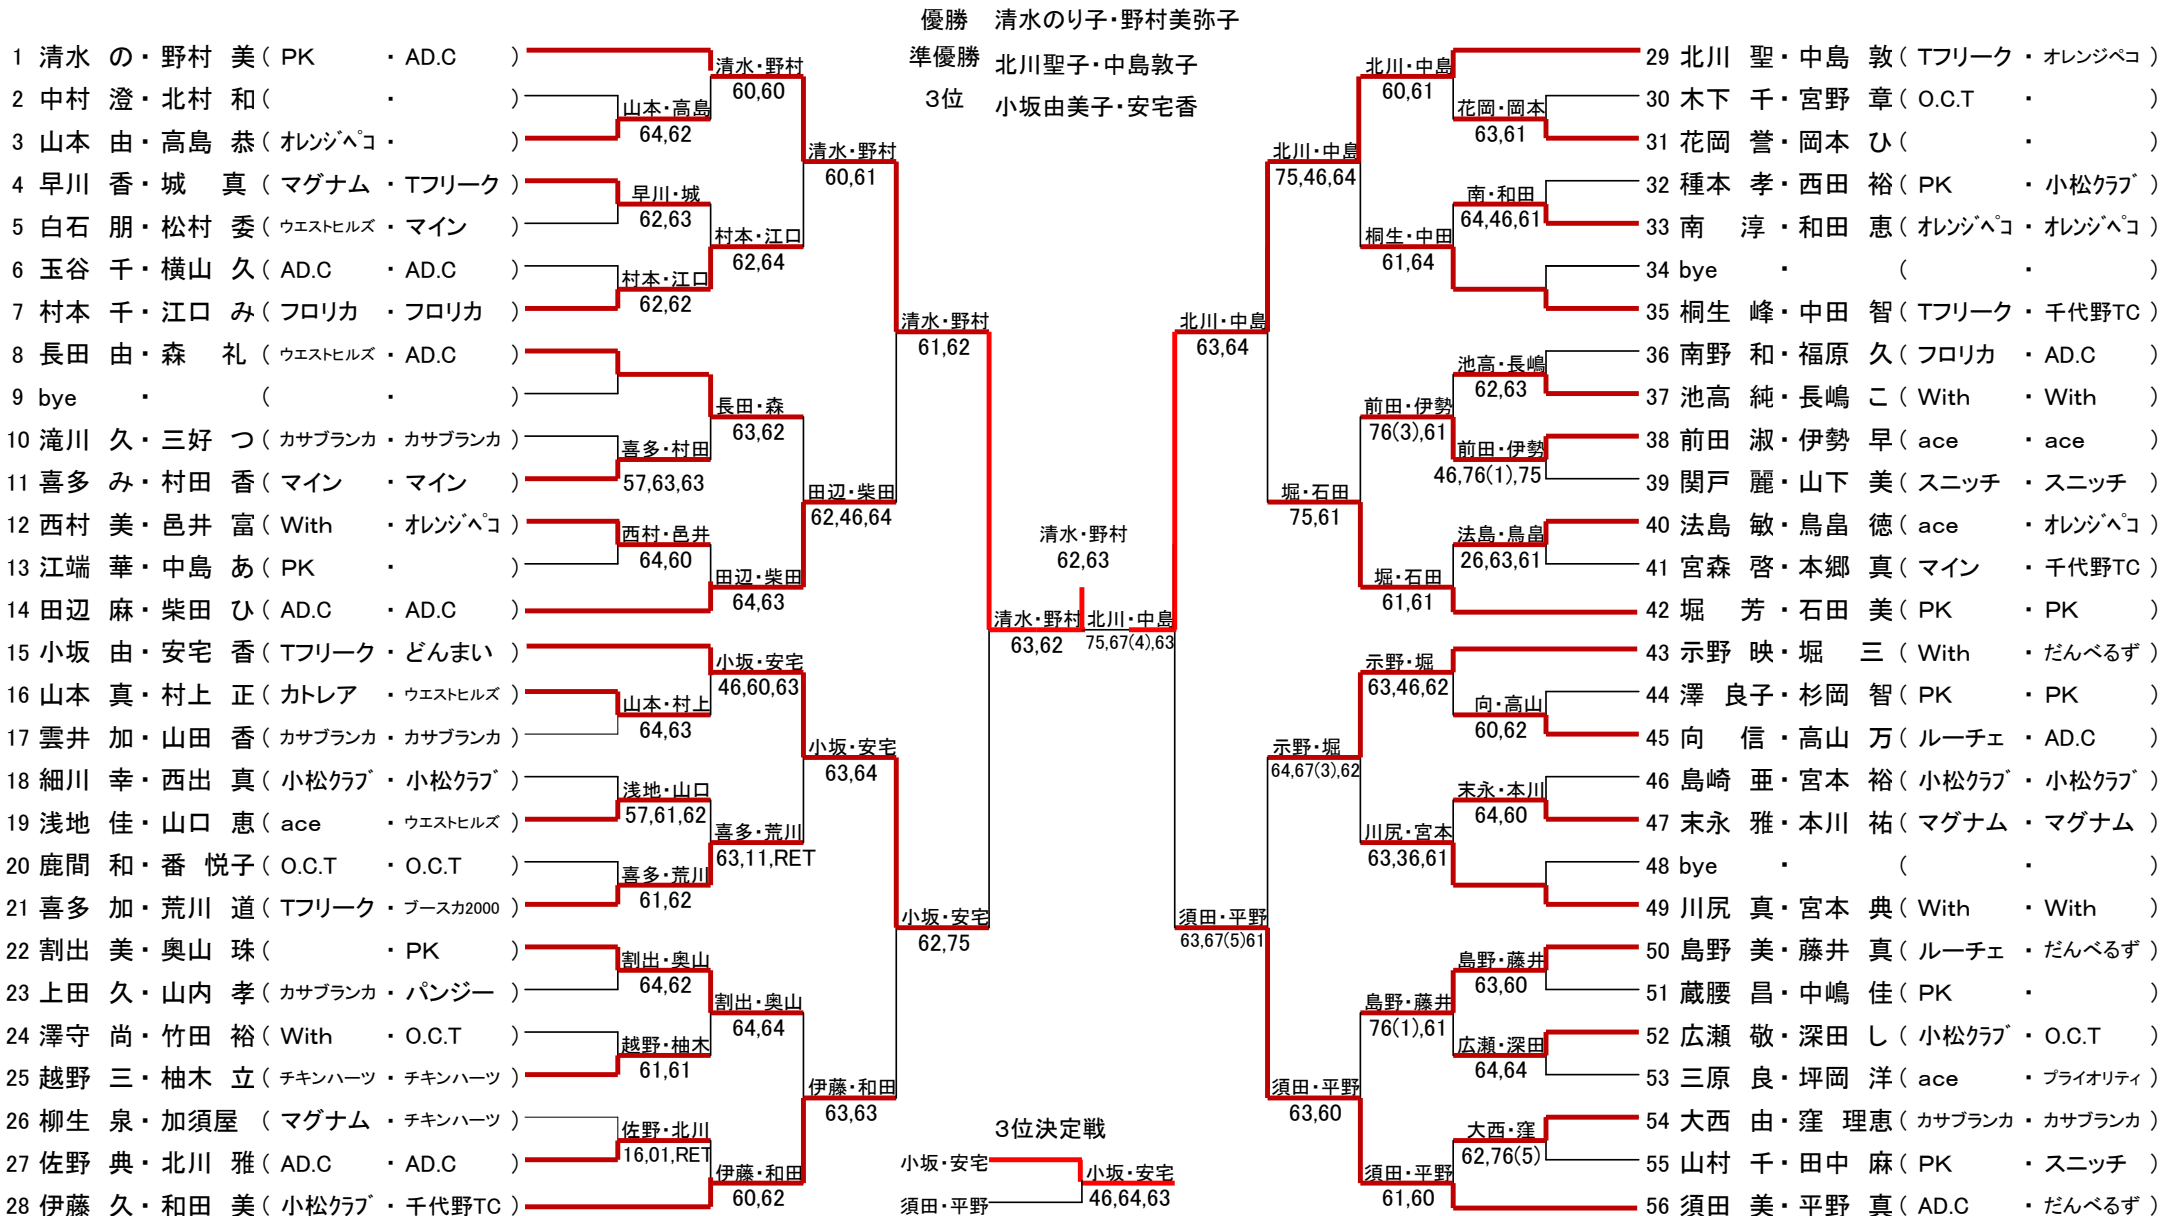 優勝 清水のり子・野村美弥子
準優勝 北川聖子・中島敦子
3位 小坂由美子・安宅香
1 清水 の・野村 美( PK ・ AD.C )
2 中村 澄・北村 和( ・ )
3 山本 由・高島 恭( オレンジペコ ・ )
4 早川 香・城 真( マグナム ・ Tフリーク )
5 白石 朋・松村 委( ウエストヒルズ ・ マイン )
6 玉谷 千・横山 久( AD.C ・ AD.C )
7 村本 千・江口 み( フロリカ ・ フロリカ )
8 長田 由・森 礼( ウエストヒルズ ・ AD.C )
9 bye ・ ( ・ )
10 滝川 久・三好 つ( カサブランカ ・ カサブランカ )
11 喜多 み・村田 香( マイン ・ マイン )
12 西村 美・邑井 富( With ・ オレンジペコ )
13 江端 華・中島 あ( PK ・ )
14 田辺 麻・柴田 ひ( AD.C ・ AD.C )
15 小坂 由・安宅 香( Tフリーク ・ どんまい )
16 山本 真・村上 正( カトレア ・ ウエストヒルズ )
17 雲井 加・山田 香( カサブランカ ・ カサブランカ )
18 細川 幸・西出 真( 小松クラブ ・ 小松クラブ )
19 浅地 佳・山口 恵( ace ・ ウエストヒルズ )
20 鹿間 和・番 悦子( O.C.T ・ O.C.T )
21 喜多 加・荒川 道( Tフリーク ・ ブースカ2000 )
22 割出 美・奥山 珠( ・ PK )
23 上田 久・山内 孝( カサブランカ ・ パンジー )
24 澤守 尚・竹田 裕( With ・ O.C.T )
25 越野 三・柚木 立( チキンハーツ ・ チキンハーツ )
26 柳生 泉・加須屋 ( マグナム ・ チキンハーツ )
27 佐野 典・北川 雅( AD.C ・ AD.C )
28 伊藤 久・和田 美( 小松クラブ ・ 千代野TC )
山本・高島
64,62
早川・城
62,63
村本・江口
62,62
喜多・村田
57,63,63
西村・邑井
64,60
山本・村上
64,63
浅地・山口
57,61,62
喜多・荒川
61,62
割出・奥山
64,62
越野・柚木
61,61
佐野・北川
16,01,RET
清水・野村
60,60
村本・江口
62,64
長田・森
63,62
田辺・柴田
64,63
小坂・安宅
46,60,63
喜多・荒川
63,11,RET
割出・奥山
64,64
伊藤・和田
60,62
清水・野村
60,61
田辺・柴田
62,46,64
小坂・安宅
63,64
伊藤・和田
63,63
清水・野村
61,62
小坂・安宅
62,75
清水・野村
63,62
清水・野村
62,63
北川・中島
75,67(4),63
北川・中島
63,64
須田・平野
63,67(5)61
北川・中島
75,46,64
堀・石田
75,61
示野・堀
64,67(3),62
須田・平野
63,60
北川・中島
60,61
桐生・中田
61,64
前田・伊勢
76(3),61
堀・石田
61,61
示野・堀
63,46,62
川尻・宮本
63,36,61
島野・藤井
76(1),61
須田・平野
61,60
花岡・岡本
63,61
南・和田
64,46,61
池高・長嶋
62,63
前田・伊勢
46,76(1),75
法島・鳥畠
26,63,61
向・高山
60,62
末永・本川
64,60
島野・藤井
63,60
広瀬・深田
64,64
大西・窪
62,76(5)
29 北川 聖・中島 敦( Tフリーク ・ オレンジペコ )
30 木下 千・宮野 章( O.C.T ・ )
31 花岡 誉・岡本 ひ( ・ )
32 種本 孝・西田 裕( PK ・ 小松クラブ )
33 南 淳・和田 恵( オレンジペコ ・ オレンジペコ )
34 bye ・ ( ・ )
35 桐生 峰・中田 智( Tフリーク ・ 千代野TC )
36 南野 和・福原 久( フロリカ ・ AD.C )
37 池高 純・長嶋 こ( With ・ With )
38 前田 淑・伊勢 早( ace ・ ace )
39 関戸 麗・山下 美( スニッチ ・ スニッチ )
40 法島 敏・鳥畠 徳( ace ・ オレンジペコ )
41 宮森 啓・本郷 真( マイン ・ 千代野TC )
42 堀 芳・石田 美( PK ・ PK )
43 示野 映・堀 三( With ・ だんべるず )
44 澤 良子・杉岡 智( PK ・ PK )
45 向 信・高山 万( ルーチェ ・ AD.C )
46 島崎 亜・宮本 裕( 小松クラブ ・ 小松クラブ )
47 末永 雅・本川 祐( マグナム ・ マグナム )
48 bye ・ ( ・ )
49 川尻 真・宮本 典( With ・ With )
50 島野 美・藤井 真( ルーチェ ・ だんべるず )
51 蔵腰 昌・中嶋 佳( PK ・ )
52 広瀬 敬・深田 し( 小松クラブ ・ O.C.T )
53 三原 良・坪岡 洋( ace ・ プライオリティ )
54 大西 由・窪 理恵( カサブランカ ・ カサブランカ )
55 山村 千・田中 麻( PK ・ スニッチ )
56 須田 美・平野 真( AD.C ・ だんべるず )
3位決定戦
小坂・安宅
須田・平野
小坂・安宅
46,64,63